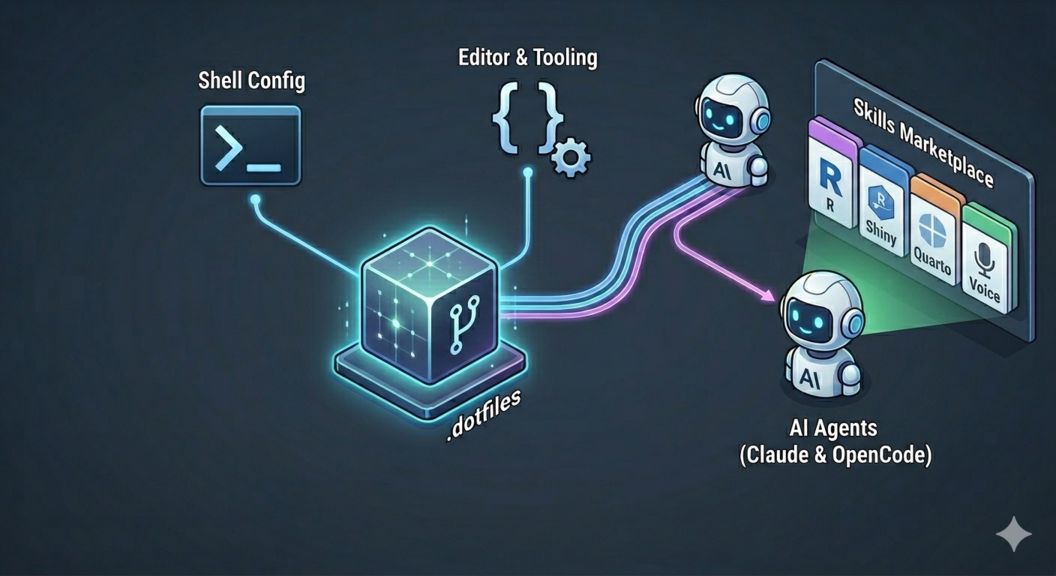 Shell Config
Editor & Tooling
.dotfiles
AI
Skills Marketplace
R
R
R
Shiny
Quarto
Voice
AI
AI Agents
(Claude & OpenCode)